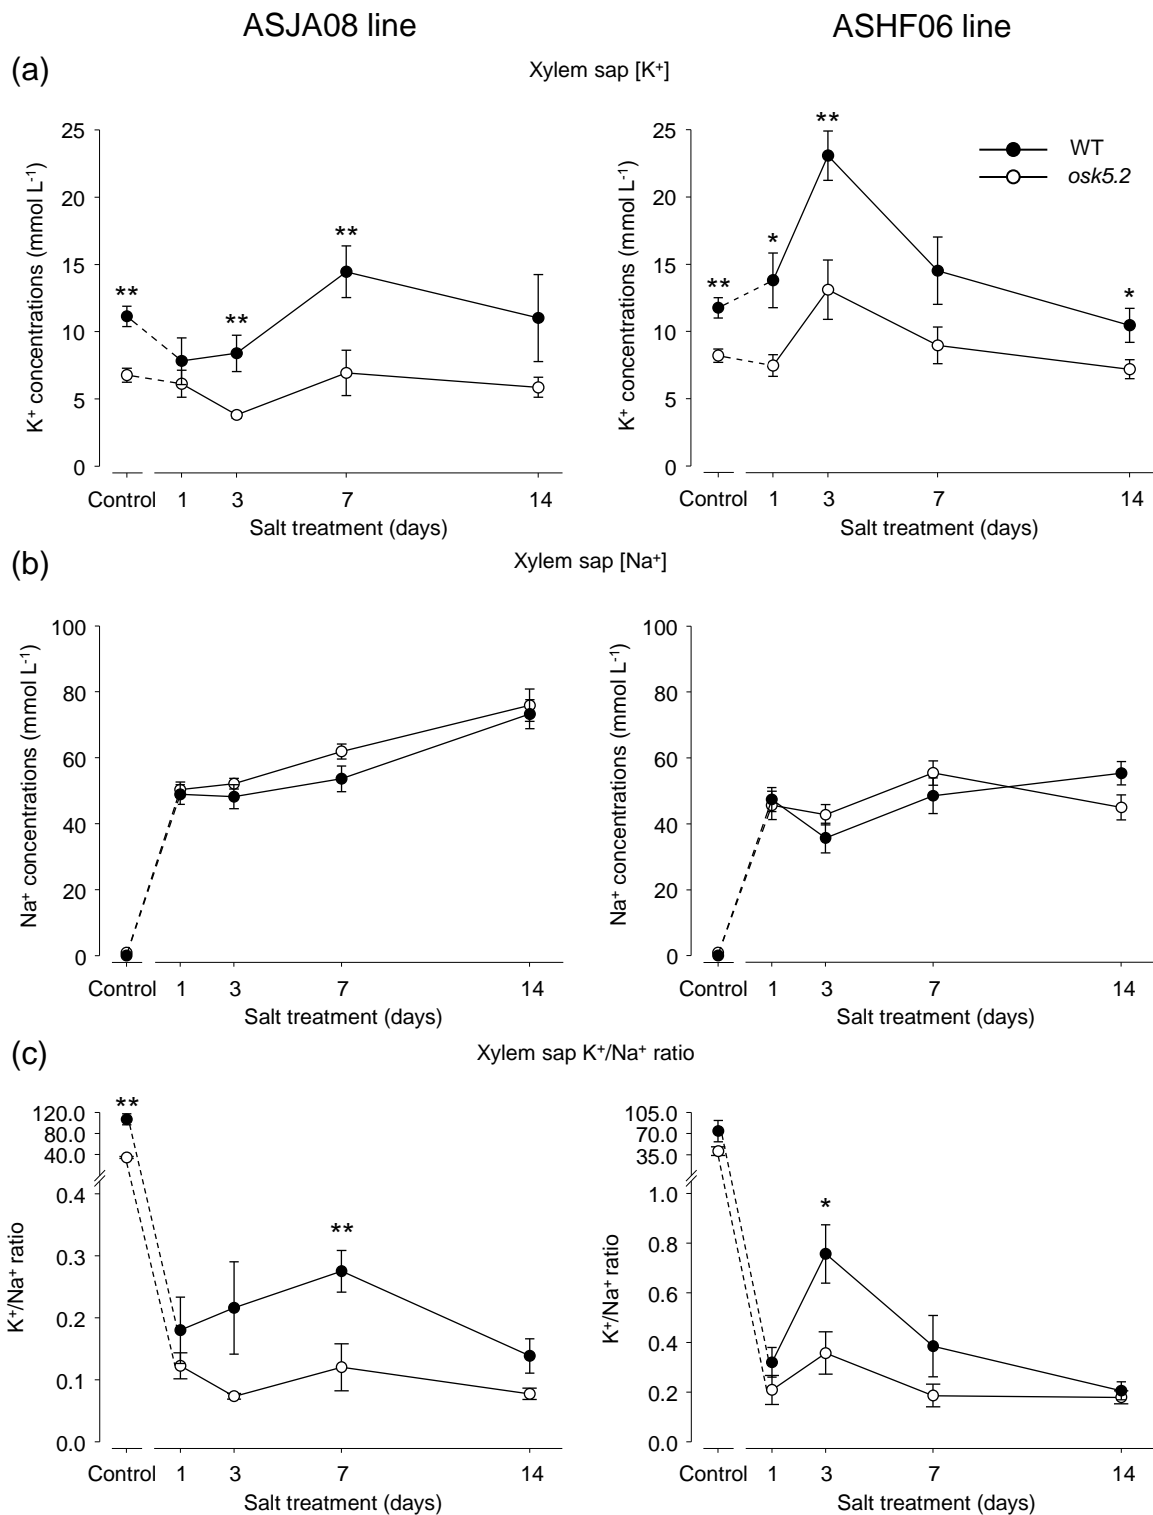 ASJA08 line
ASHF06 line
(a)
Xylem sap [K⁺]
K⁺ concentrations (mmol L⁻¹)
25
20
15
10
5
0
**
**
**
Control 1 3 7 14
Salt treatment (days)
K⁺ concentrations (mmol L⁻¹)
25
20
15
10
5
0
**
*
**
*
WT
osk5.2
Control 1 3 7 14
Salt treatment (days)
(b)
Xylem sap [Na⁺]
Na⁺ concentrations (mmol L⁻¹)
100
80
60
40
20
0
Control 1 3 7 14
Salt treatment (days)
Na⁺ concentrations (mmol L⁻¹)
100
80
60
40
20
0
Control 1 3 7 14
Salt treatment (days)
(c)
Xylem sap K⁺/Na⁺ ratio
K⁺/Na⁺ ratio
120.0
80.0
40.0
0.4
0.3
0.2
0.1
0.0
**
**
Control 1 3 7 14
Salt treatment (days)
K⁺/Na⁺ ratio
105.0
70.0
35.0
1.0
0.8
0.6
0.4
0.2
0.0
*
Control 1 3 7 14
Salt treatment (days)